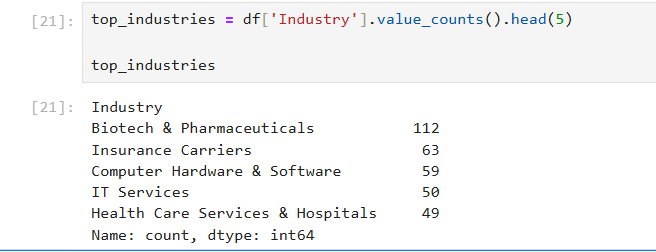 [21]: top_industries = df['Industry'].value_counts().head(5)
top_industries
[21]: Industry
Biotech & Pharmaceuticals 112
Insurance Carriers 63
Computer Hardware & Software 59
IT Services 50
Health Care Services & Hospitals 49
Name: count, dtype: int64